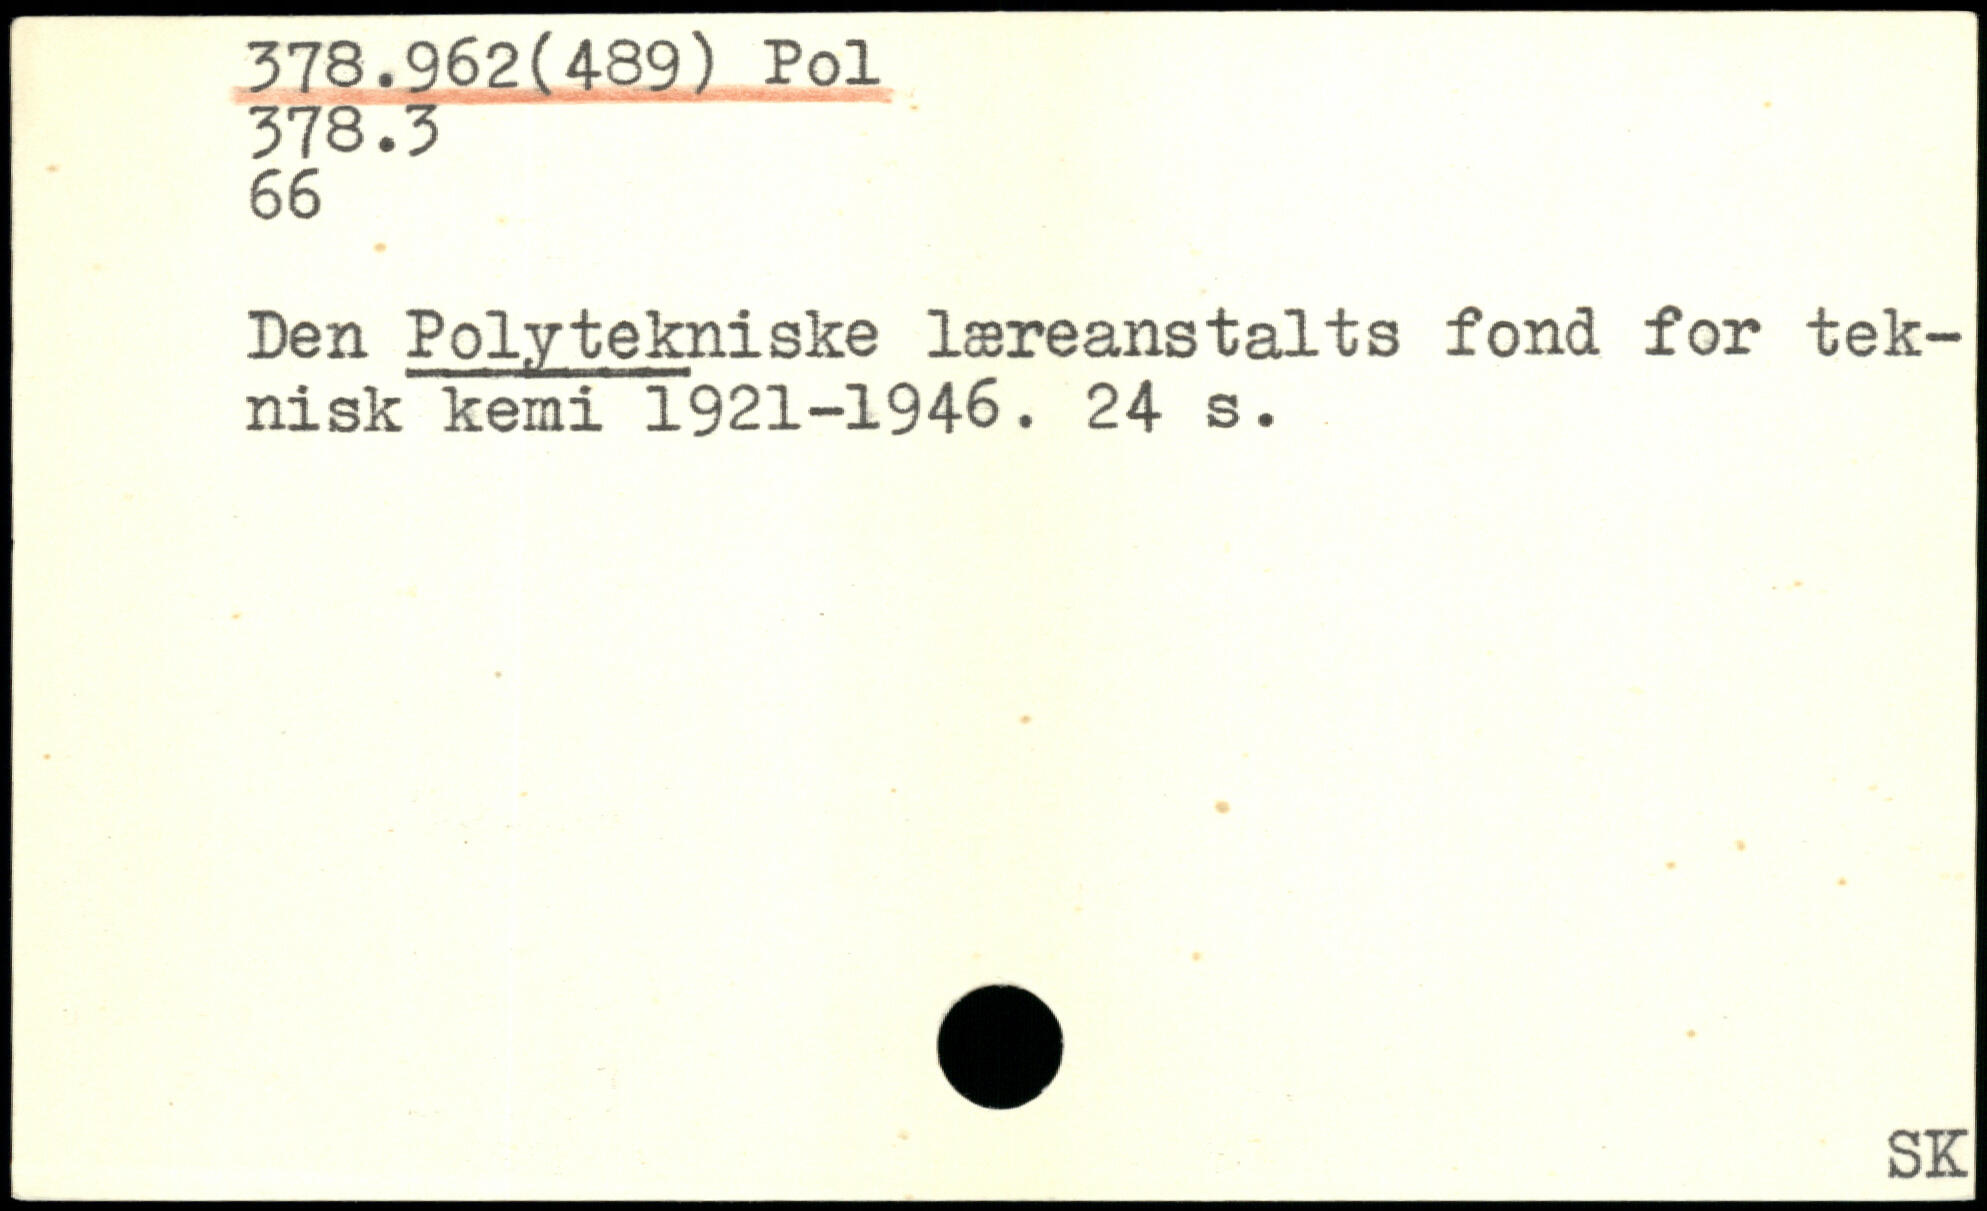 378.962(489) Pol
378.3
66
Den Polytekniske læreanstalts fond for tek-
nisk kemi 1921-1946. 24 s.
SK